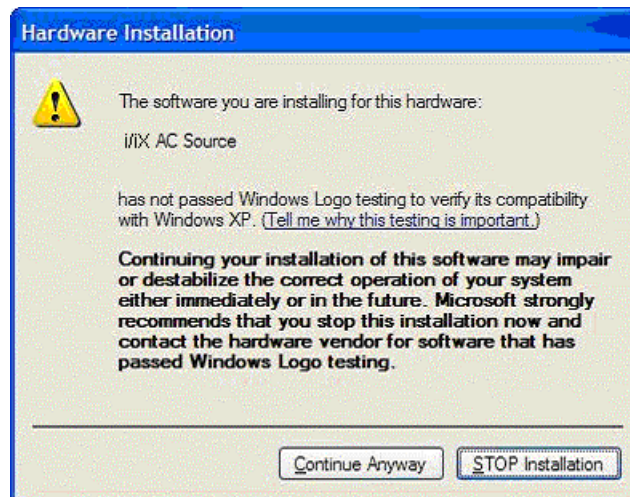 Hardware Installation
The software you are installing for this hardware:
i/iX AC Source
has not passed Windows Logo testing to verify its compatibility
with Windows XP. (Tell me why this testing is important.)
Continuing your installation of this software may impair
or destabilize the correct operation of your system
either immediately or in the future. Microsoft strongly
recommends that you stop this installation now and
contact the hardware vendor for software that has
passed Windows Logo testing.
Continue Anyway
STOP Installation